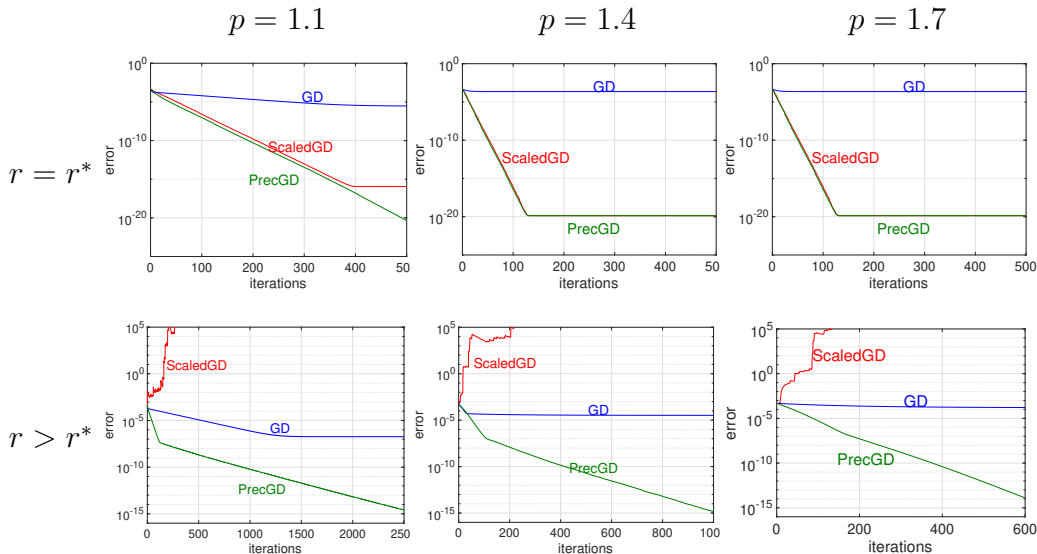 p = 1.1 p = 1.4 p = 1.7
r = r*
10^0
10^-10
10^-20
error
GD
ScaledGD
PrecGD
0 100 200 300 400 50
iterations
10^0
10^-10
10^-20
error
GD
ScaledGD
PrecGD
0 100 200 300 400 50
iterations
10^0
10^-10
10^-20
error
GD
ScaledGD
PrecGD
0 100 200 300 400 500
iterations
r > r*
10^5
10^0
10^-5
10^-10
10^-15
error
ScaledGD
GD
PrecGD
0 500 1000 1500 2000 250
iterations
10^5
10^0
10^-5
10^-10
10^-15
error
ScaledGD
GD
PrecGD
0 200 400 600 800 100
iterations
10^5
10^0
10^-5
10^-10
10^-15
error
ScaledGD
GD
PrecGD
0 200 400 600
iterations